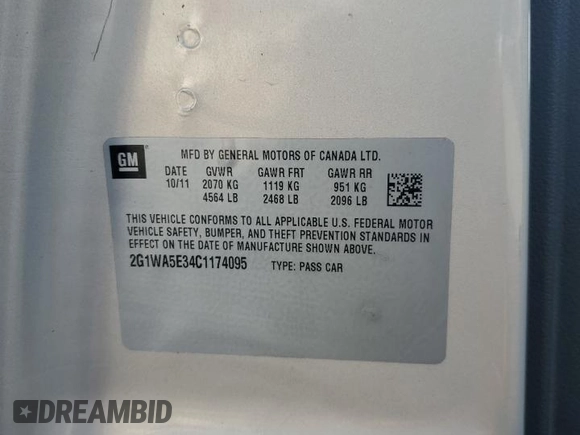 GM
MFD BY GENERAL MOTORS OF CANADA LTD.
DATE GVWR GAWR FRT GAWR RR
10/11 2070 KG 1119 KG 951 KG
4564 LB 2468 LB 2096 LB
THIS VEHICLE CONFORMS TO ALL APPLICABLE U.S. FEDERAL MOTOR
VEHICLE SAFETY, BUMPER, AND THEFT PREVENTION STANDARDS IN
EFFECT ON THE DATE OF MANUFACTURE SHOWN ABOVE.
2G1WA5E34C1174095 TYPE: PASS CAR
DREAMBID